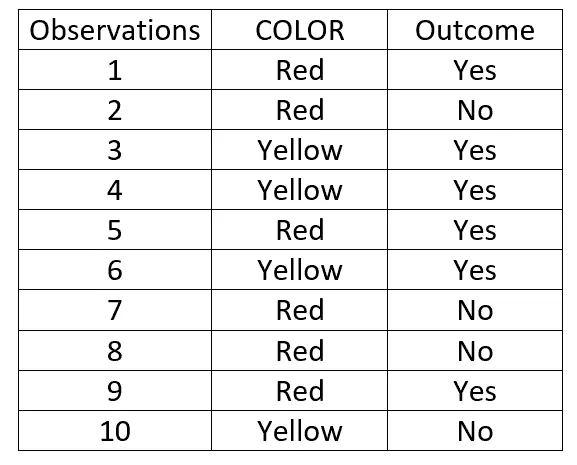 Observations COLOR Outcome
1 Red Yes
2 Red No
3 Yellow Yes
4 Yellow Yes
5 Red Yes
6 Yellow Yes
7 Red No
8 Red No
9 Red Yes
10 Yellow No